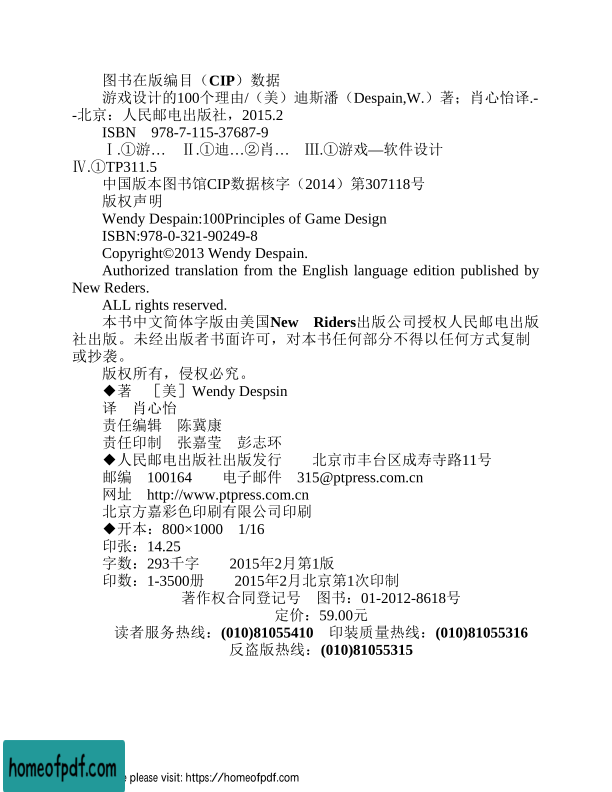 图书在版编目（CIP）数据
游戏设计的100个理由/（美）迪斯潘（Despain,W.）著；肖心怡译.-
-北京：人民邮电出版社，2015.2
ISBN 978-7-115-37687-9
Ⅰ.①游… Ⅱ.①迪…②肖… Ⅲ.①游戏—软件设计
Ⅳ.①TP311.5
中国版本图书馆CIP数据核字（2014）第307118号
版权声明
Wendy Despain:100Principles of Game Design
ISBN:978-0-321-90249-8
Copyright©2013 Wendy Despain.
Authorized translation from the English language edition published by
New Reders.
ALL rights reserved.
本书中文简体字版由美国New Riders出版公司授权人民邮电出版
社出版。未经出版者书面许可，对本书任何部分不得以任何方式复制
或抄袭。
版权所有，侵权必究。
◆著 ［美］Wendy Despsin
译 肖心怡
责任编辑 陈冀康
责任印制 张嘉莹 彭志环
◆人民邮电出版社出版发行 北京市丰台区成寿寺路11号
邮编 100164 电子邮件 315@ptpress.com.cn
网址 http://www.ptpress.com.cn
北京方嘉彩色印刷有限公司印刷
◆开本：800×1000 1/16
印张：14.25
字数：293千字 2015年2月第1版
印数：1-3500册 2015年2月北京第1次印制
著作权合同登记号 图书：01-2012-8618号
定价：59.00元
读者服务热线：(010)81055410 印装质量热线：(010)81055316
反盗版热线：(010)81055315
homeofpdf.com
please visit: https://homeofpdf.com